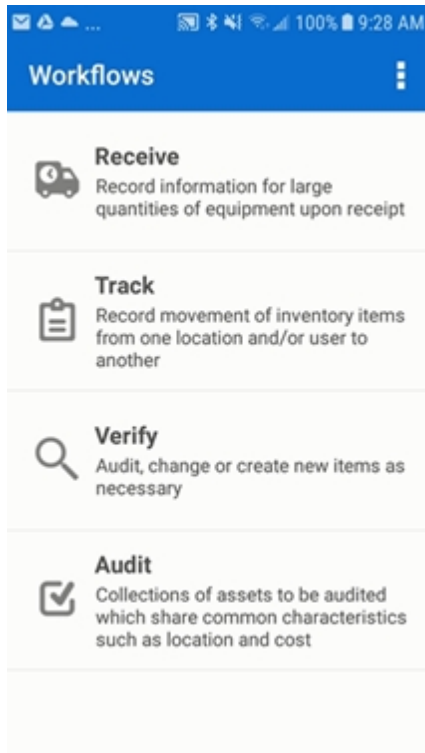 ... 100% 9:28 AM
Workflows
Receive
Record information for large
quantities of equipment upon receipt
Track
Record movement of inventory items
from one location and/or user to
another
Verify
Audit, change or create new items as
necessary
Audit
Collections of assets to be audited
which share common characteristics
such as location and cost